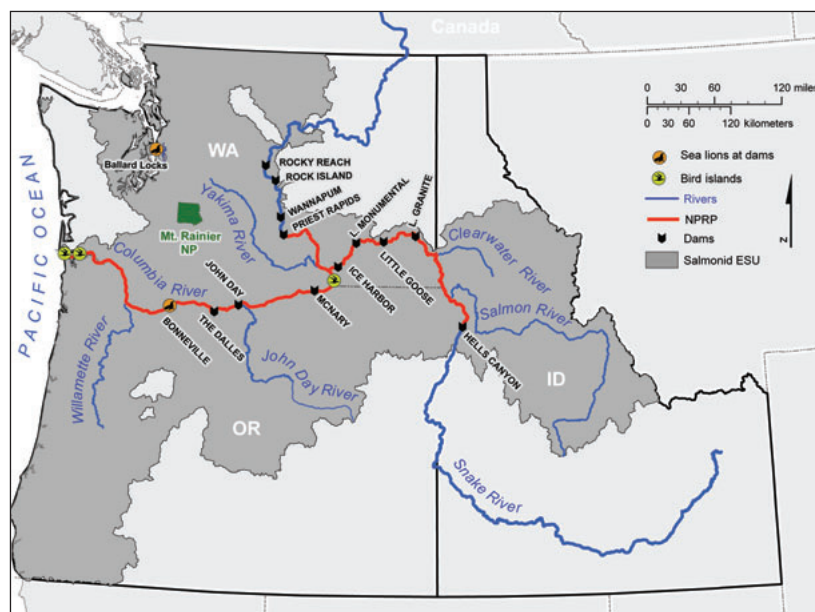 Canada
0 30 60 120 miles
0 30 60 120 kilometers
Sea lions at dams
Bird islands
Rivers
NPRP
Dams
Salmonid ESU
N
WA
Ballard Locks
ROCKY REACH
ROCK ISLAND
WANNAPUM
PRIEST RAPIDS
Yakima River
Mt. Rainier
NP
L. MONUMENTAL
L. GRANITE
Clearwater River
PACIFIC OCEAN
Columbia River
JOHN DAY
ICE HARBOR
LITTLE GOOSE
MCNARY
Salmon River
BONNEVILLE
THE DALLES
HELLS CANYON
Willamette River
John Day River
ID
OR
Snake River